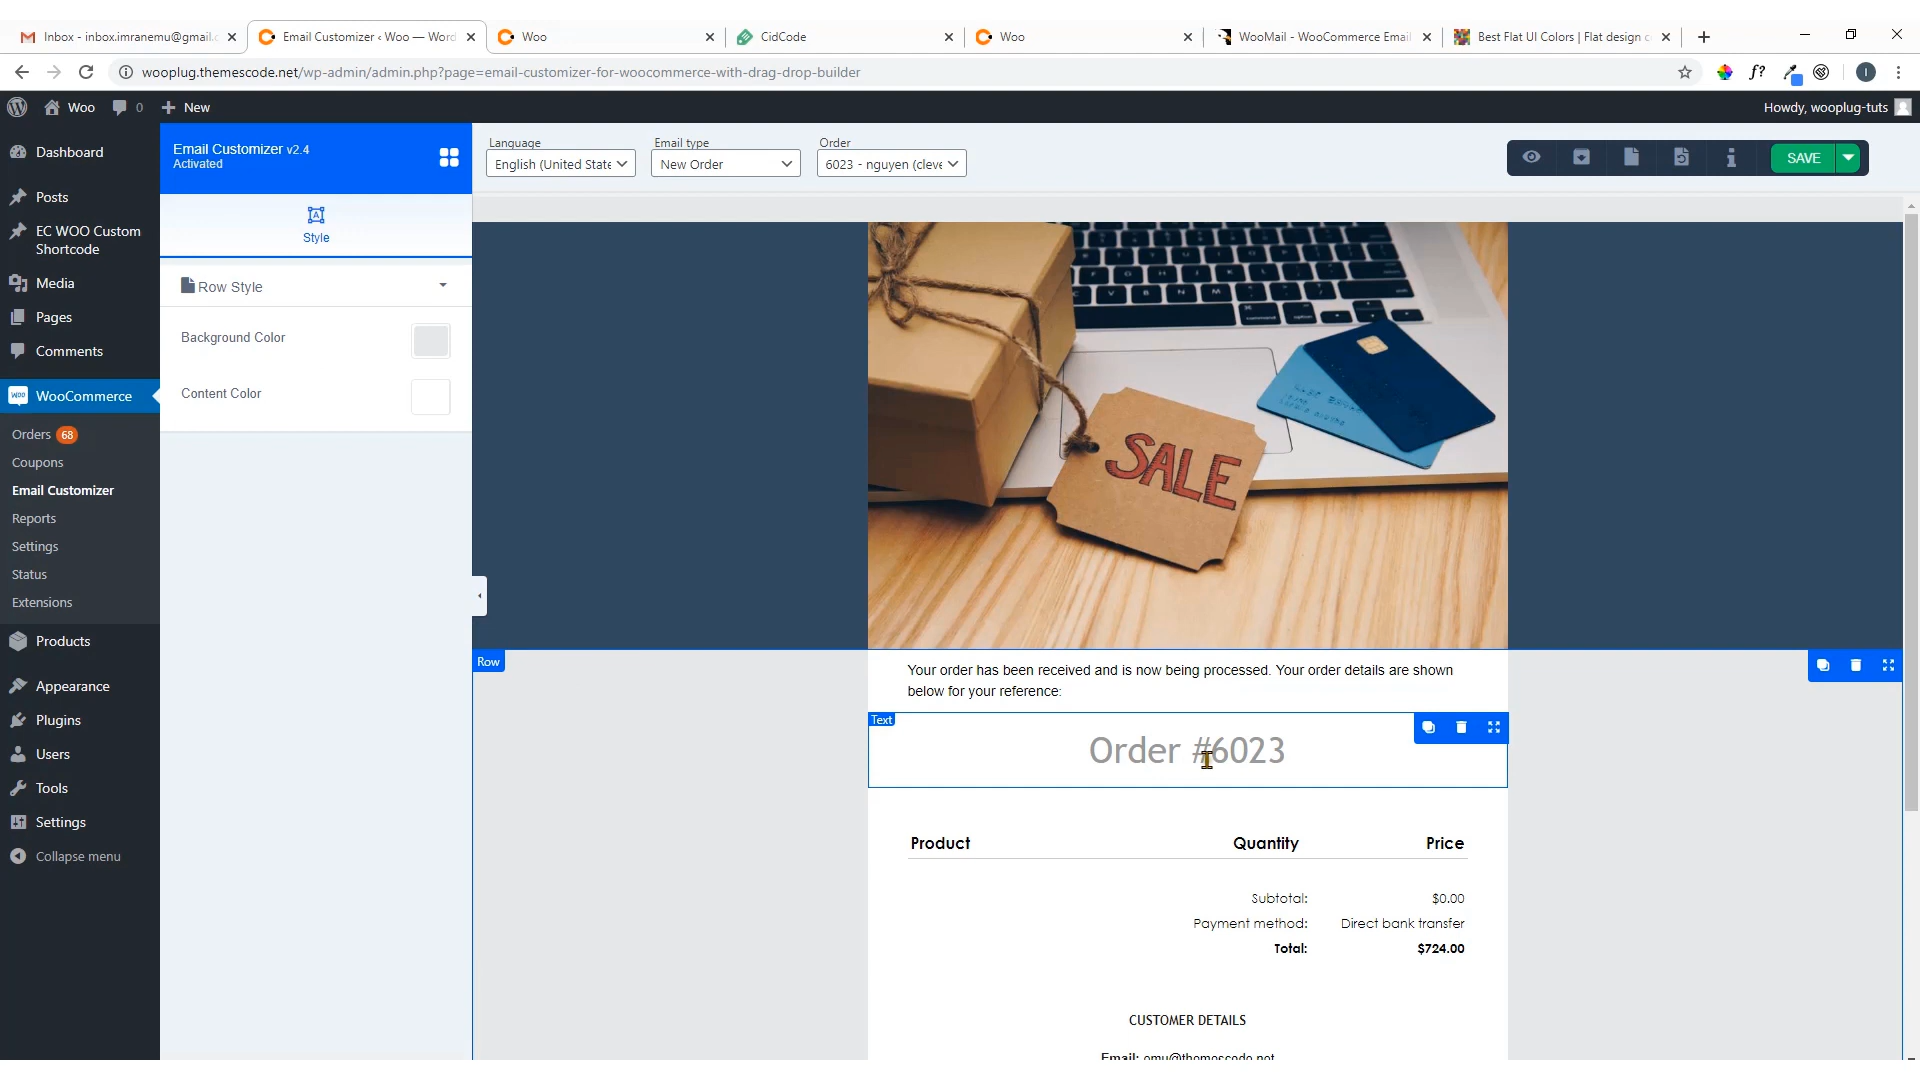 Inbox - inbox.imranemu@gmail.c
Email Customizer ‹ Woo — Word
Woo
CidCode
Woo
WooMail - WooCommerce Email
Best Flat UI Colors | Flat design c
wooplug.themescode.net/wp-admin/admin.php?page=email-customizer-for-woocommerce-with-drag-drop-builder
f?
I
Woo
0
New
Howdy, wooplug-tuts
Dashboard
Posts
EC WOO Custom
Shortcode
Media
Pages
Comments
WooCommerce
Orders 68
Coupons
Email Customizer
Reports
Settings
Status
Extensions
Products
Appearance
Plugins
Users
Tools
Settings
Collapse menu
Email Customizer v2.4
Activated
Style
Row Style
Background Color
Content Color
Language
English (United State
Email type
New Order
Order
6023 - nguyen (cleve
SAVE
SALE
Row
Your order has been received and is now being processed. Your order details are shown
below for your reference:
Text
Order #6023
Product Quantity Price
Subtotal: $0.00
Payment method: Direct bank transfer
Total: $724.00
CUSTOMER DETAILS
Email: emu@themescode.net